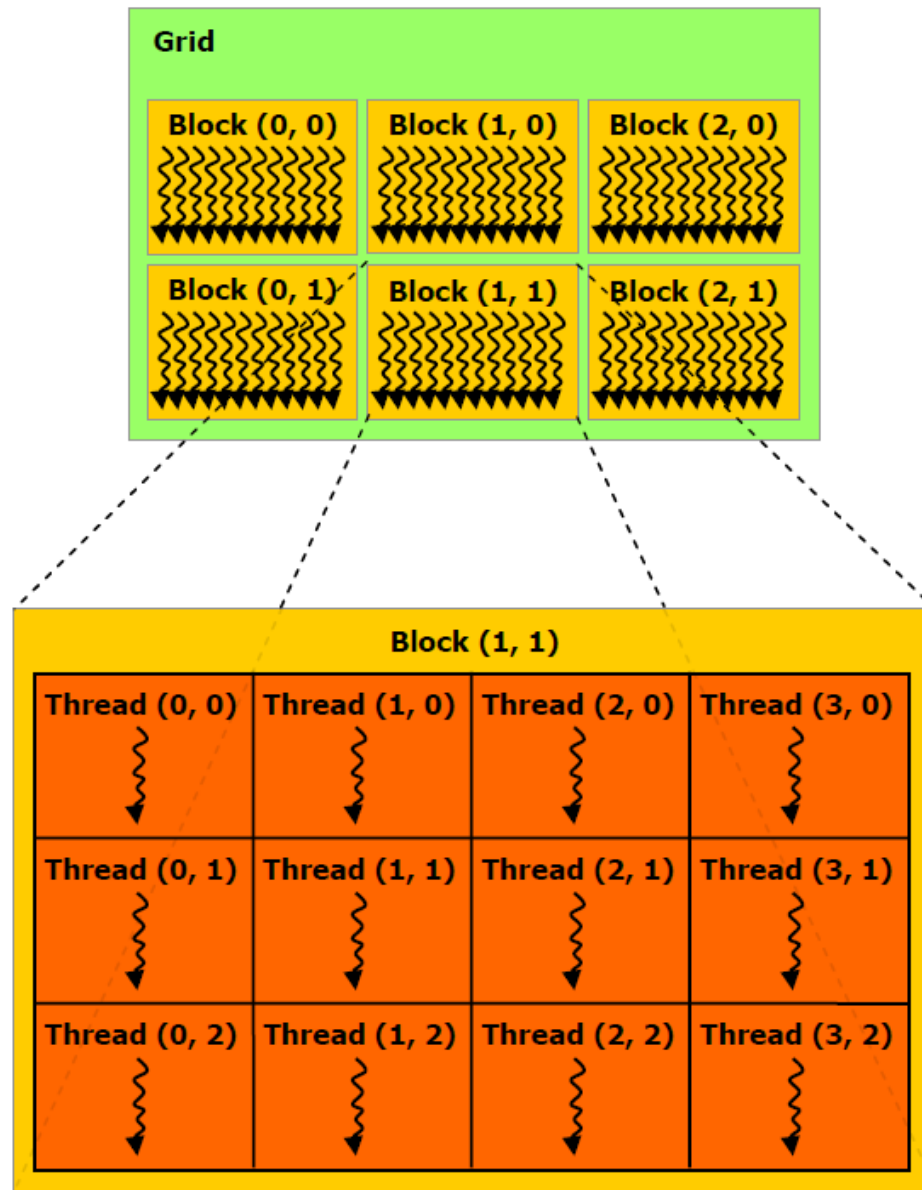 Grid
Block (0, 0) Block (1, 0) Block (2, 0)
Block (0, 1) Block (1, 1) Block (2, 1)
Block (1, 1)
Thread (0, 0) Thread (1, 0) Thread (2, 0) Thread (3, 0)
Thread (0, 1) Thread (1, 1) Thread (2, 1) Thread (3, 1)
Thread (0, 2) Thread (1, 2) Thread (2, 2) Thread (3, 2)